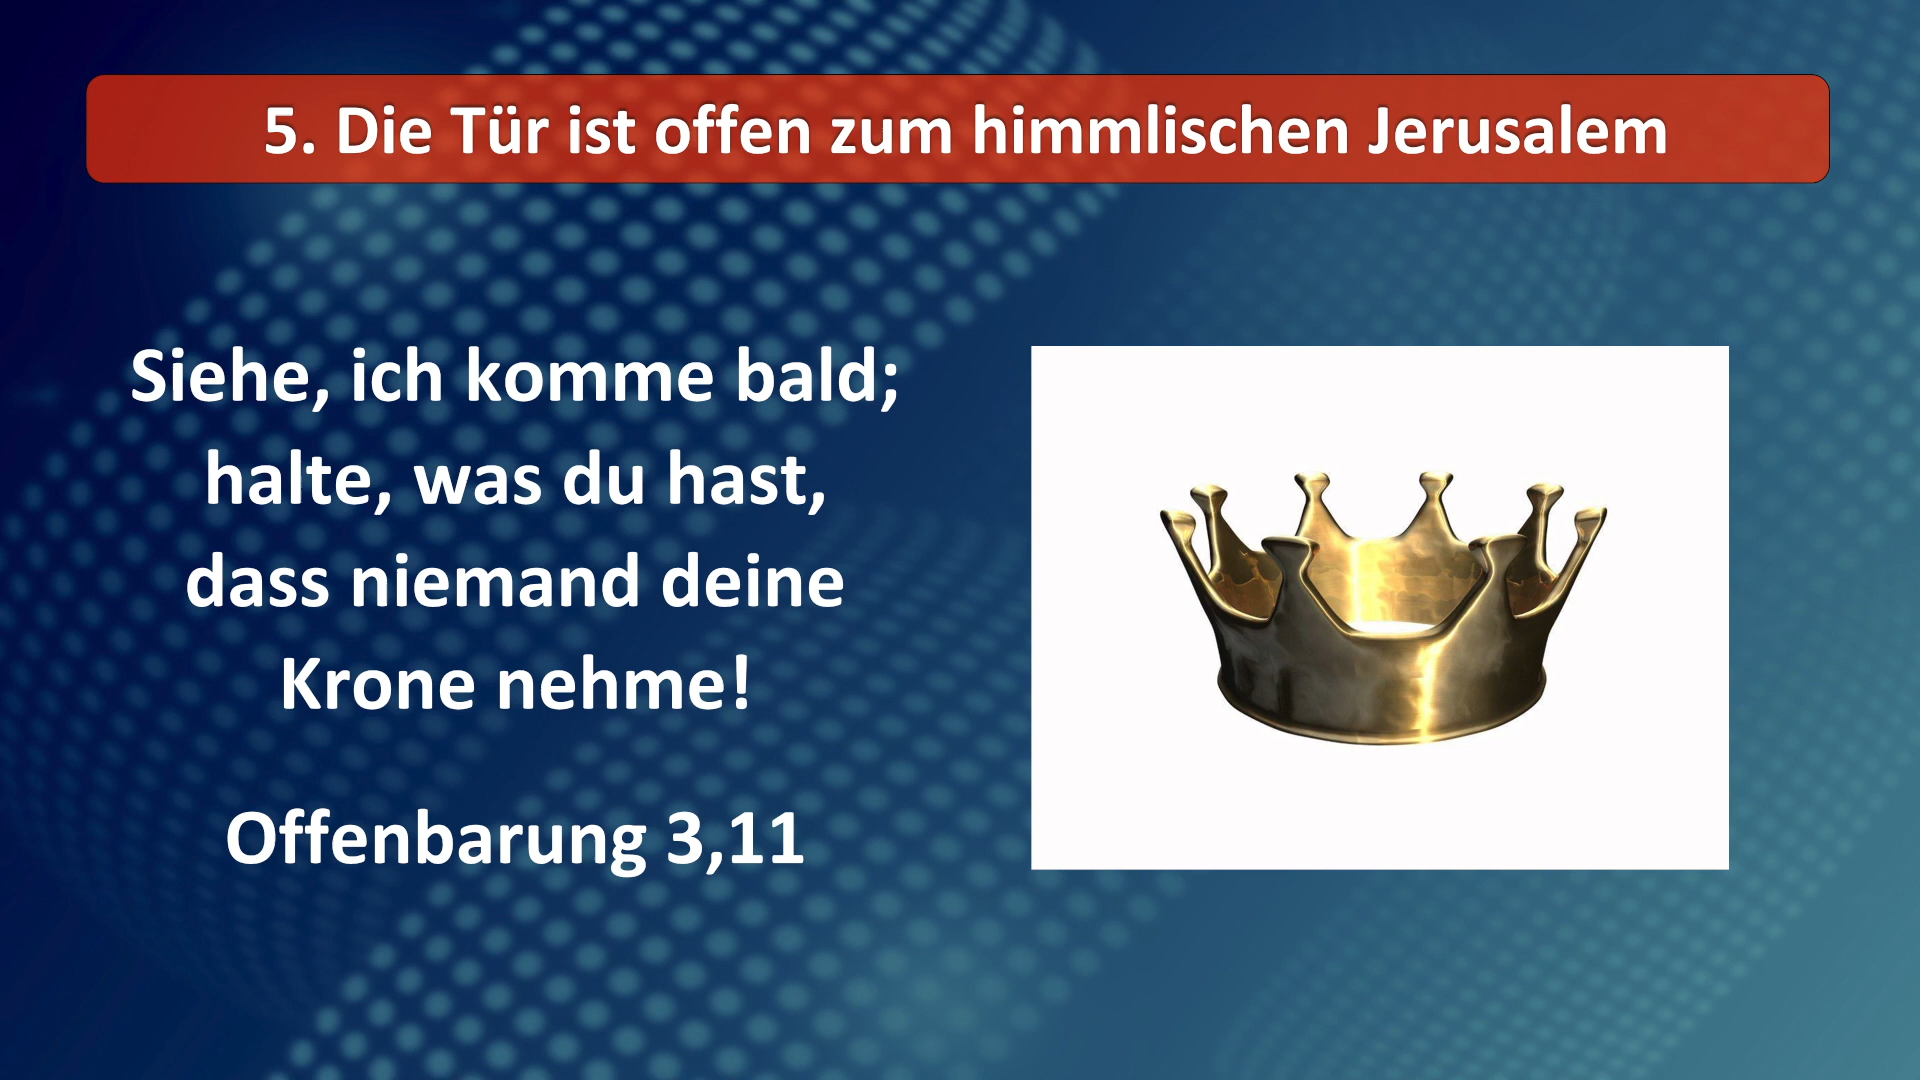 5. Die Tür ist offen zum himmlischen Jerusalem
Siehe, ich komme bald;
halte, was du hast,
dass niemand deine
Krone nehme!
Offenbarung 3,11